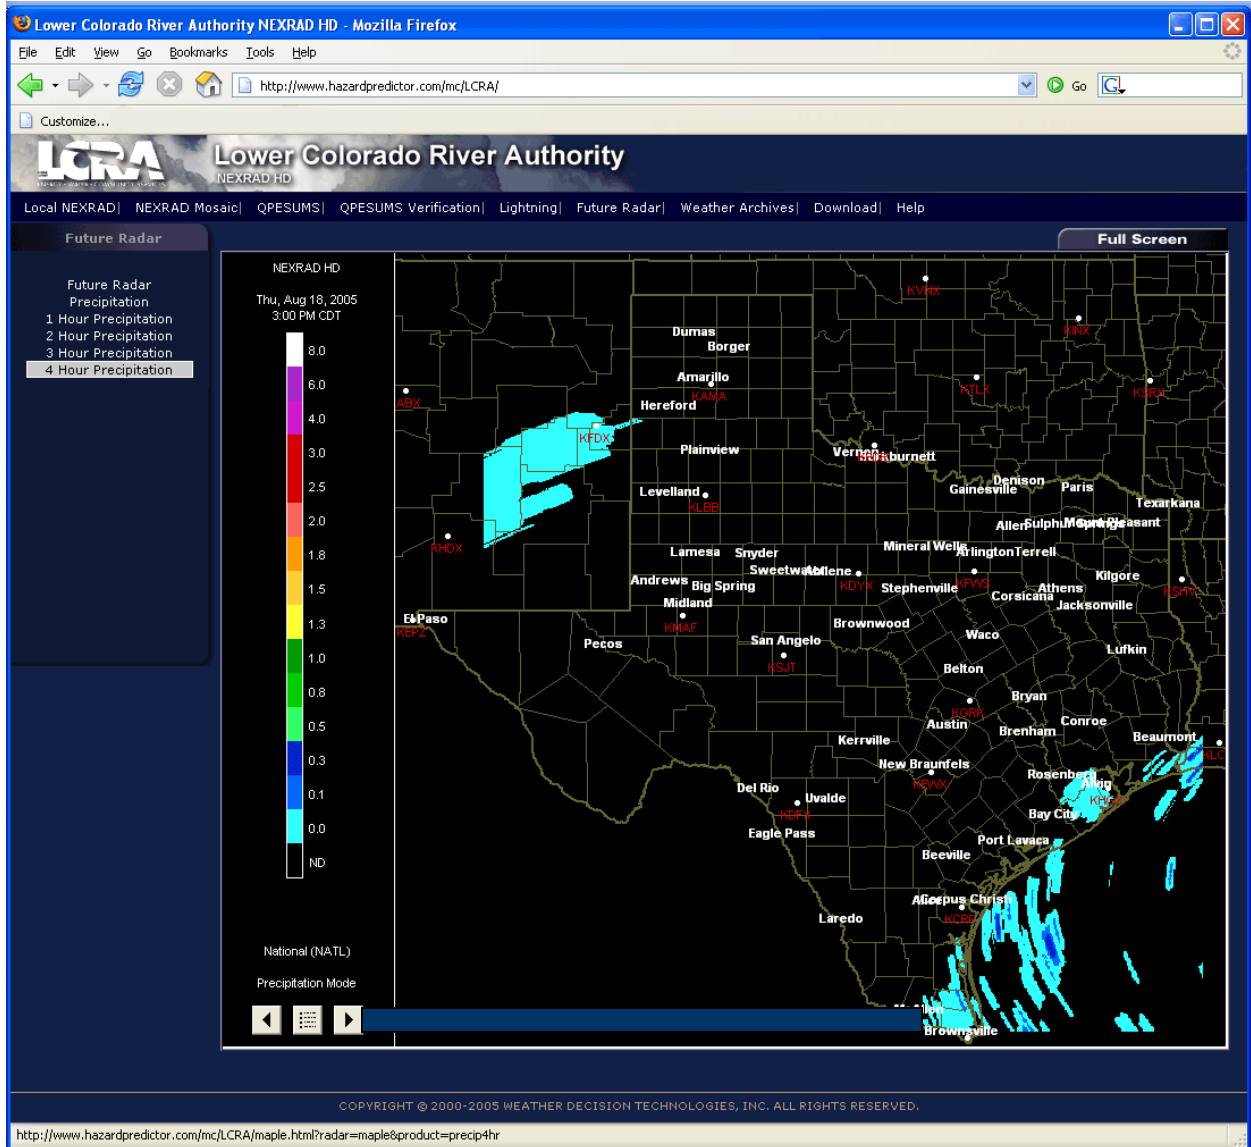 Lower Colorado River Authority NEXRAD HD - Mozilla Firefox
File Edit View Go Bookmarks Tools Help
http://www.hazardpredictor.com/mc/LCRA/
Go
G
Customize...
LCRA
Lower Colorado River Authority
NEXRAD HD
Local NEXRAD| NEXRAD Mosaic| QPESUMS| QPESUMS Verification| Lightning| Future Radar| Weather Archives| Download| Help
Future Radar
Full Screen
Future Radar
Precipitation
1 Hour Precipitation
2 Hour Precipitation
3 Hour Precipitation
4 Hour Precipitation
NEXRAD HD
Thu, Aug 18, 2005
3:00 PM CDT
8.0
6.0
4.0
3.0
2.5
2.0
1.8
1.5
1.3
1.0
0.8
0.5
0.3
0.1
0.0
ND
National (NATL)
Precipitation Mode
KVNX
KINX
Dumas
Borger
Amarillo
KAMA
KTLX
KSRX
ABX
Hereford
KFDX
Plainview
Vernon
Levelland
KLBB
Denison
Gainesville
Paris
Texarkana
Allen
KHDX
Mineral Wells
Arlington
Terrell
Lamesa
Snyder
Sweetwater
Abilene
KDYX
Stephenville
KFWS
Kilgore
KSHV
Andrews
Big Spring
Corsicana
Athens
Midland
Jacksonville
El Paso
KEPZ
KMAF
Brownwood
Waco
Pecos
San Angelo
Lufkin
KSJT
Belton
Bryan
KGRK
Austin
Brenham
Conroe
Beaumont
Kerrville
KLC
New Braunfels
KEWX
Rosenberg
Alvin
Del Rio
Uvalde
KDFX
Bay City
Eagle Pass
Port Lavaca
Beeville
Alice
Corpus Christi
KCRP
Laredo
Brownsville
COPYRIGHT © 2000-2005 WEATHER DECISION TECHNOLOGIES, INC. ALL RIGHTS RESERVED.
http://www.hazardpredictor.com/mc/LCRA/maple.html?radar=maple&product=precip4hr